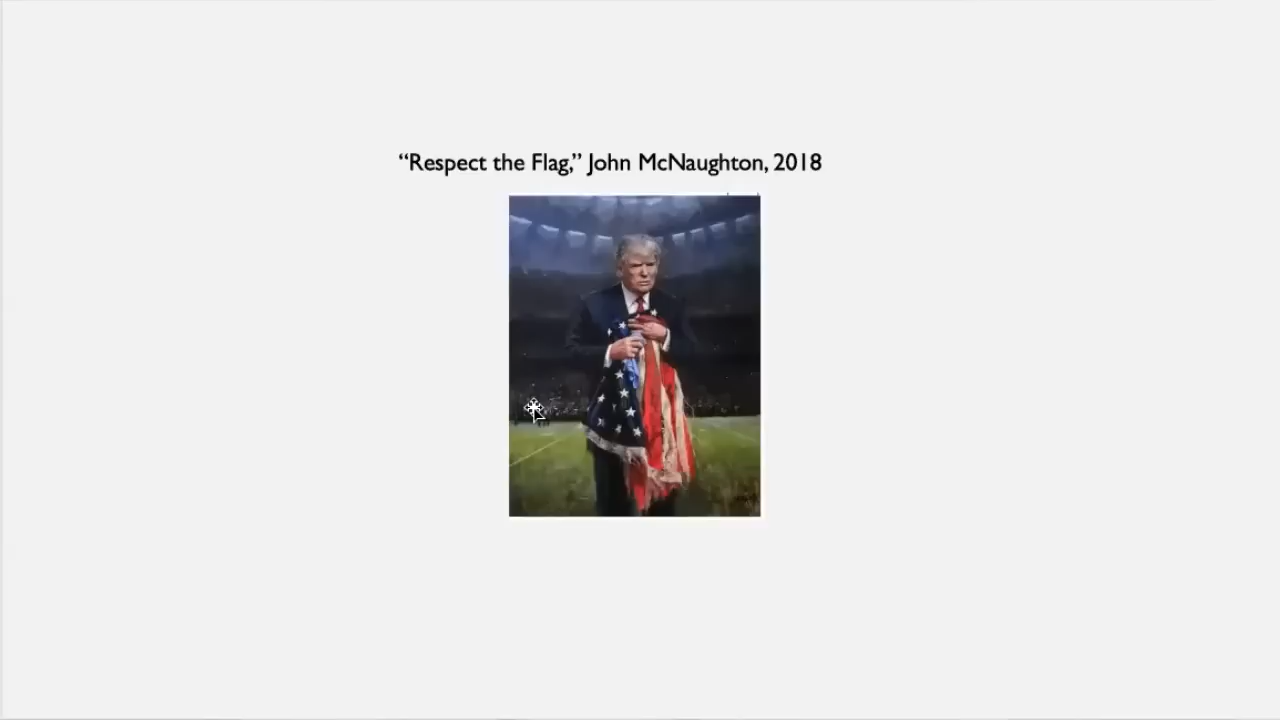 “Respect the Flag,” John McNaughton, 2018